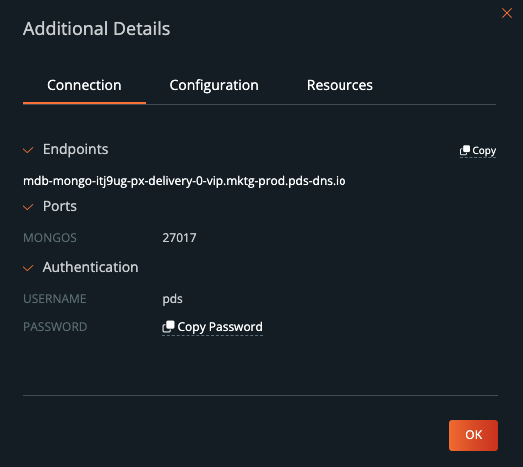 Additional Details
Connection Configuration Resources
Endpoints Copy
mdb-mongo-itj9ug-px-delivery-0-vip.mktg-prod.pds-dns.io
Ports
MONGOS 27017
Authentication
USERNAME pds
PASSWORD Copy Password
OK